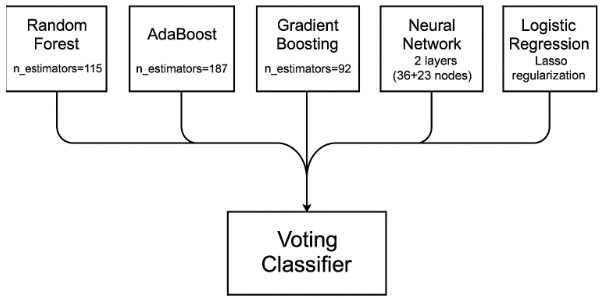 Random
Forest
n_estimators=115
AdaBoost
n_estimators=187
Gradient
Boosting
n_estimators=92
Neural
Network
2 layers
(36+23 nodes)
Logistic
Regression
Lasso
regularization
Voting
Classifier